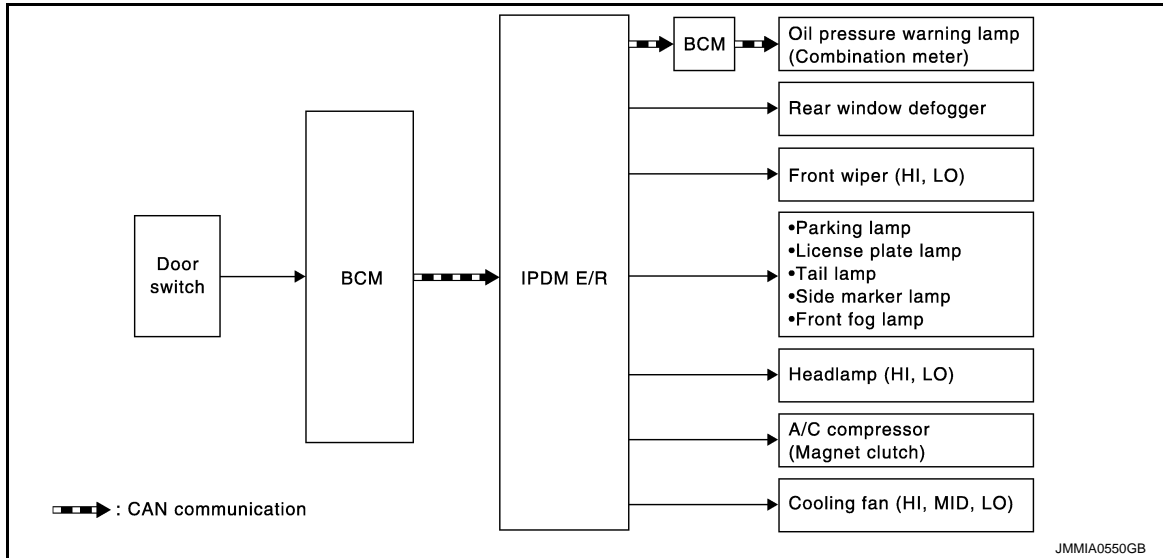 Door
switch
BCM
IPDM E/R
BCM
Oil pressure warning lamp
(Combination meter)
Rear window defogger
Front wiper (HI, LO)
•Parking lamp
•License plate lamp
•Tail lamp
•Side marker lamp
•Front fog lamp
Headlamp (HI, LO)
A/C compressor
(Magnet clutch)
Cooling fan (HI, MID, LO)
: CAN communication
JMMIA0550GB